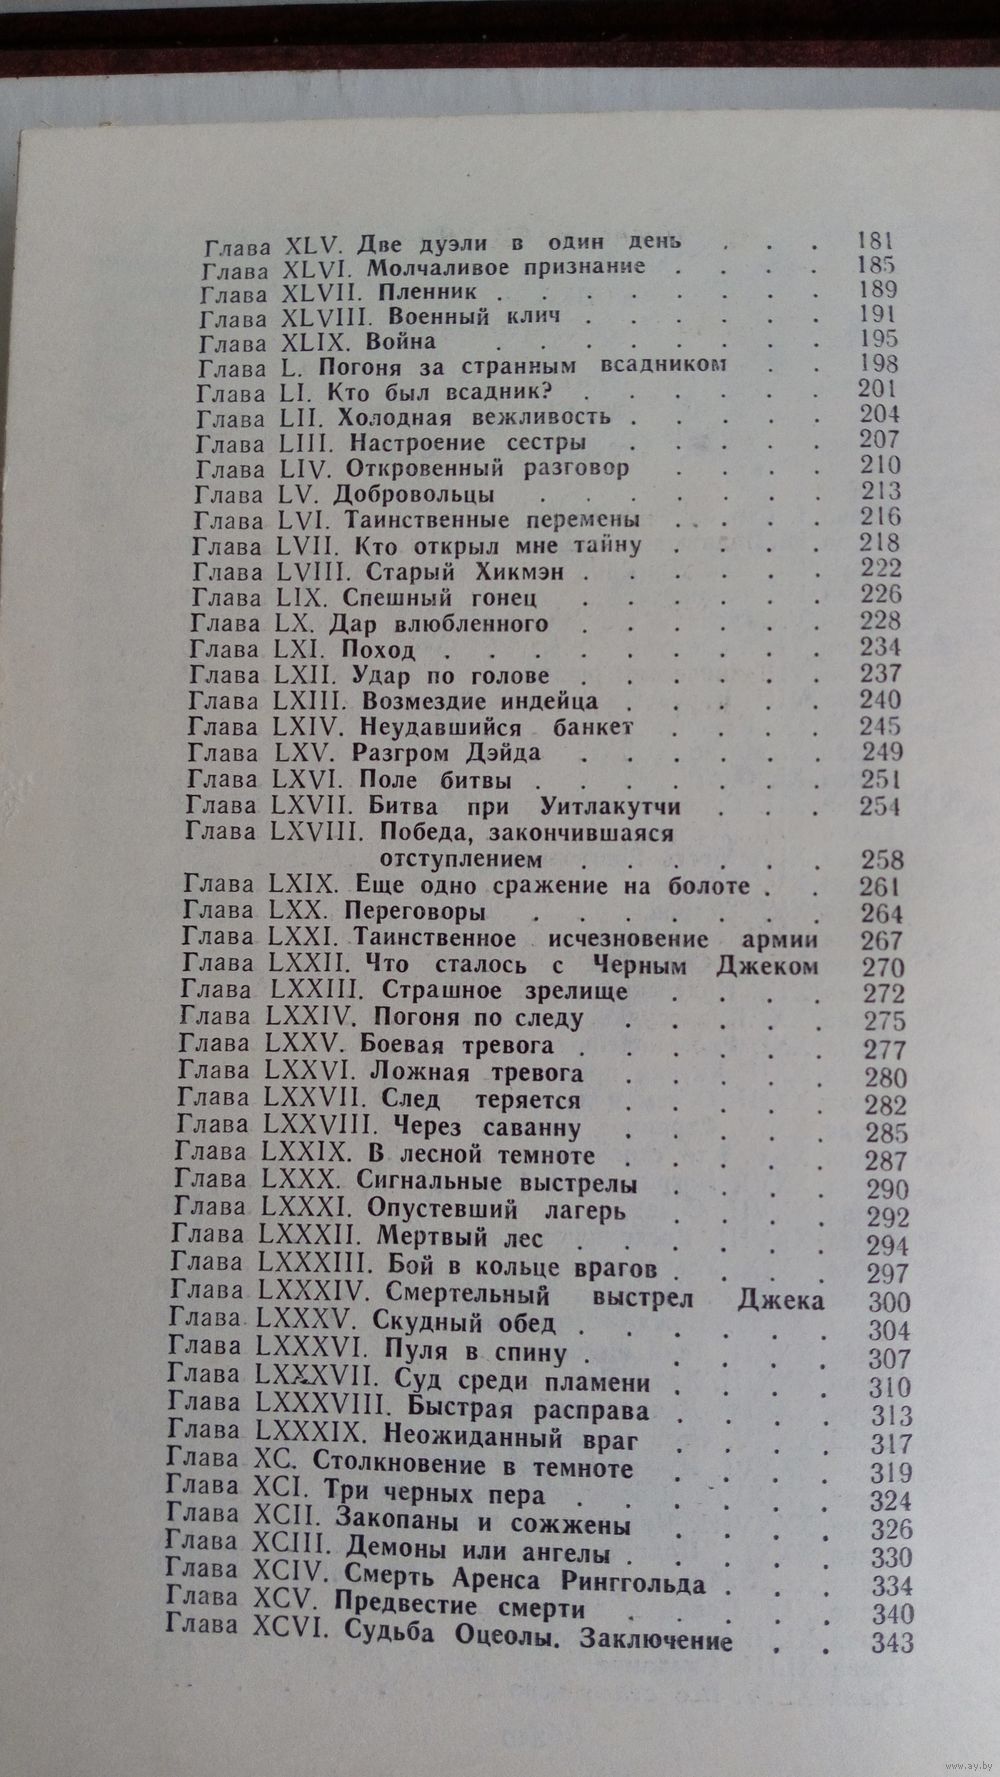 Глава XLV. Две дуэли в один день . . . 181
Глава XLVI. Молчаливое признание . . . . 185
Глава XLVII. Пленник . . . . . . . . 189
Глава XLVIII. Военный клич . . . . . . 191
Глава XLIX. Война . . . . . . . . 195
Глава L. Погоня за странным всадником . . 198
Глава LI. Кто был всадник? . . . . . . 201
Глава LII. Холодная вежливость . . . . . 204
Глава LIII. Настроение сестры . . . . . 207
Глава LIV. Откровенный разговор . . . . 210
Глава LV. Добровольцы . . . . . . . 213
Глава LVI. Таинственные перемены . . . . 216
Глава LVII. Кто открыл мне тайну . . . . 218
Глава LVIII. Старый Хикмэн . . . . . . 222
Глава LIX. Спешный гонец . . . . . . 226
Глава LX. Дар влюбленного . . . . . . 228
Глава LXI. Поход . . . . . . . . . 234
Глава LXII. Удар по голове . . . . . . 237
Глава LXIII. Возмездие индейца . . . . . 240
Глава LXIV. Неудавшийся банкет . . . . 245
Глава LXV. Разгром Дэйда . . . . . . 249
Глава LXVI. Поле битвы . . . . . . . 251
Глава LXVII. Битва при Уитлакутчи . . . 254
Глава LXVIII. Победа, закончившаяся
отступлением . . . . . . 258
Глава LXIX. Еще одно сражение на болоте . . 261
Глава LXX. Переговоры . . . . . . . 264
Глава LXXI. Таинственное исчезновение армии 267
Глава LXXII. Что сталось с Черным Джеком 270
Глава LXXIII. Страшное зрелище . . . . 272
Глава LXXIV. Погоня по следу . . . . . 275
Глава LXXV. Боевая тревога . . . . . . 277
Глава LXXVI. Ложная тревога . . . . . 280
Глава LXXVII. След теряется . . . . . 282
Глава LXXVIII. Через саванну . . . . . 285
Глава LXXIX. В лесной темноте . . . . . 287
Глава LXXX. Сигнальные выстрелы . . . . 290
Глава LXXXI. Опустевший лагерь . . . . 292
Глава LXXXII. Мертвый лес . . . . . . 294
Глава LXXXIII. Бой в кольце врагов . . . . 297
Глава LXXXIV. Смертельный выстрел Джека 300
Глава LXXXV. Скудный обед . . . . . . 304
Глава LXXXVI. Пуля в спину . . . . . 307
Глава LXXXVII. Суд среди пламени . . . . 310
Глава LXXXVIII. Быстрая расправа . . . . 313
Глава LXXXIX. Неожиданный враг . . . . 317
Глава XC. Столкновение в темноте . . . . 319
Глава XCI. Три черных пера . . . . . . 324
Глава XCII. Закопаны и сожжены . . . . 326
Глава XCIII. Демоны или ангелы . . . . . 330
Глава XCIV. Смерть Аренса Ринггольда . . . 334
Глава XCV. Предвестие смерти . . . . . 340
Глава XCVI. Судьба Оцеолы. Заключение . . 343
www.ay.by